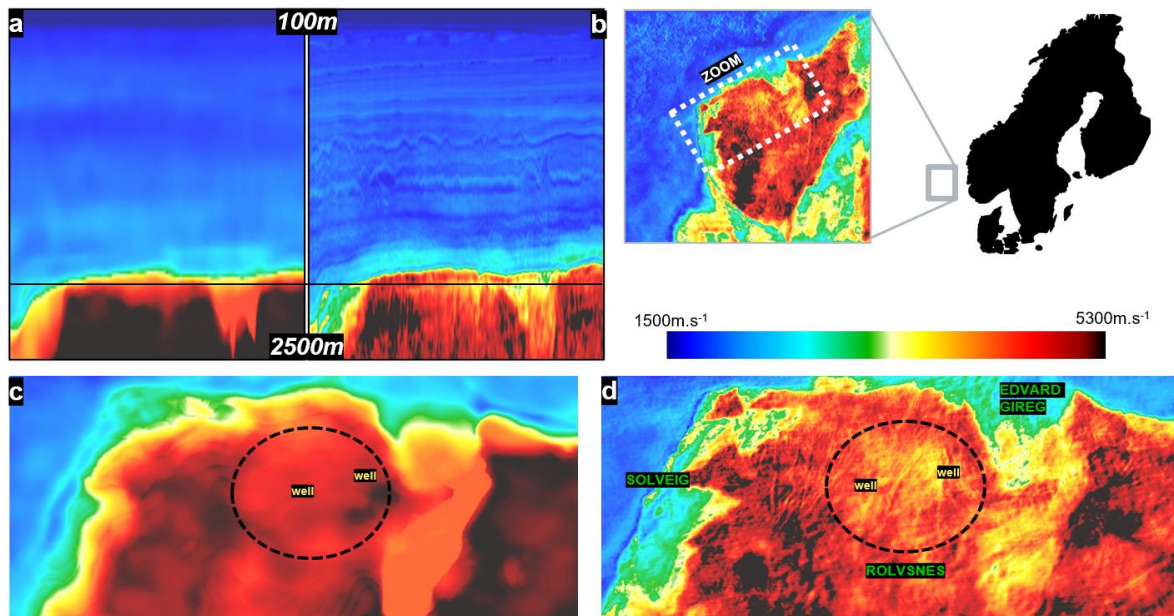 a
100m
2500m
b
ZOOM
1500m.s⁻¹
5300m.s⁻¹
c
well
well
d
EDVARD
GIREG
SOLVEIG
well
well
ROLVSNES